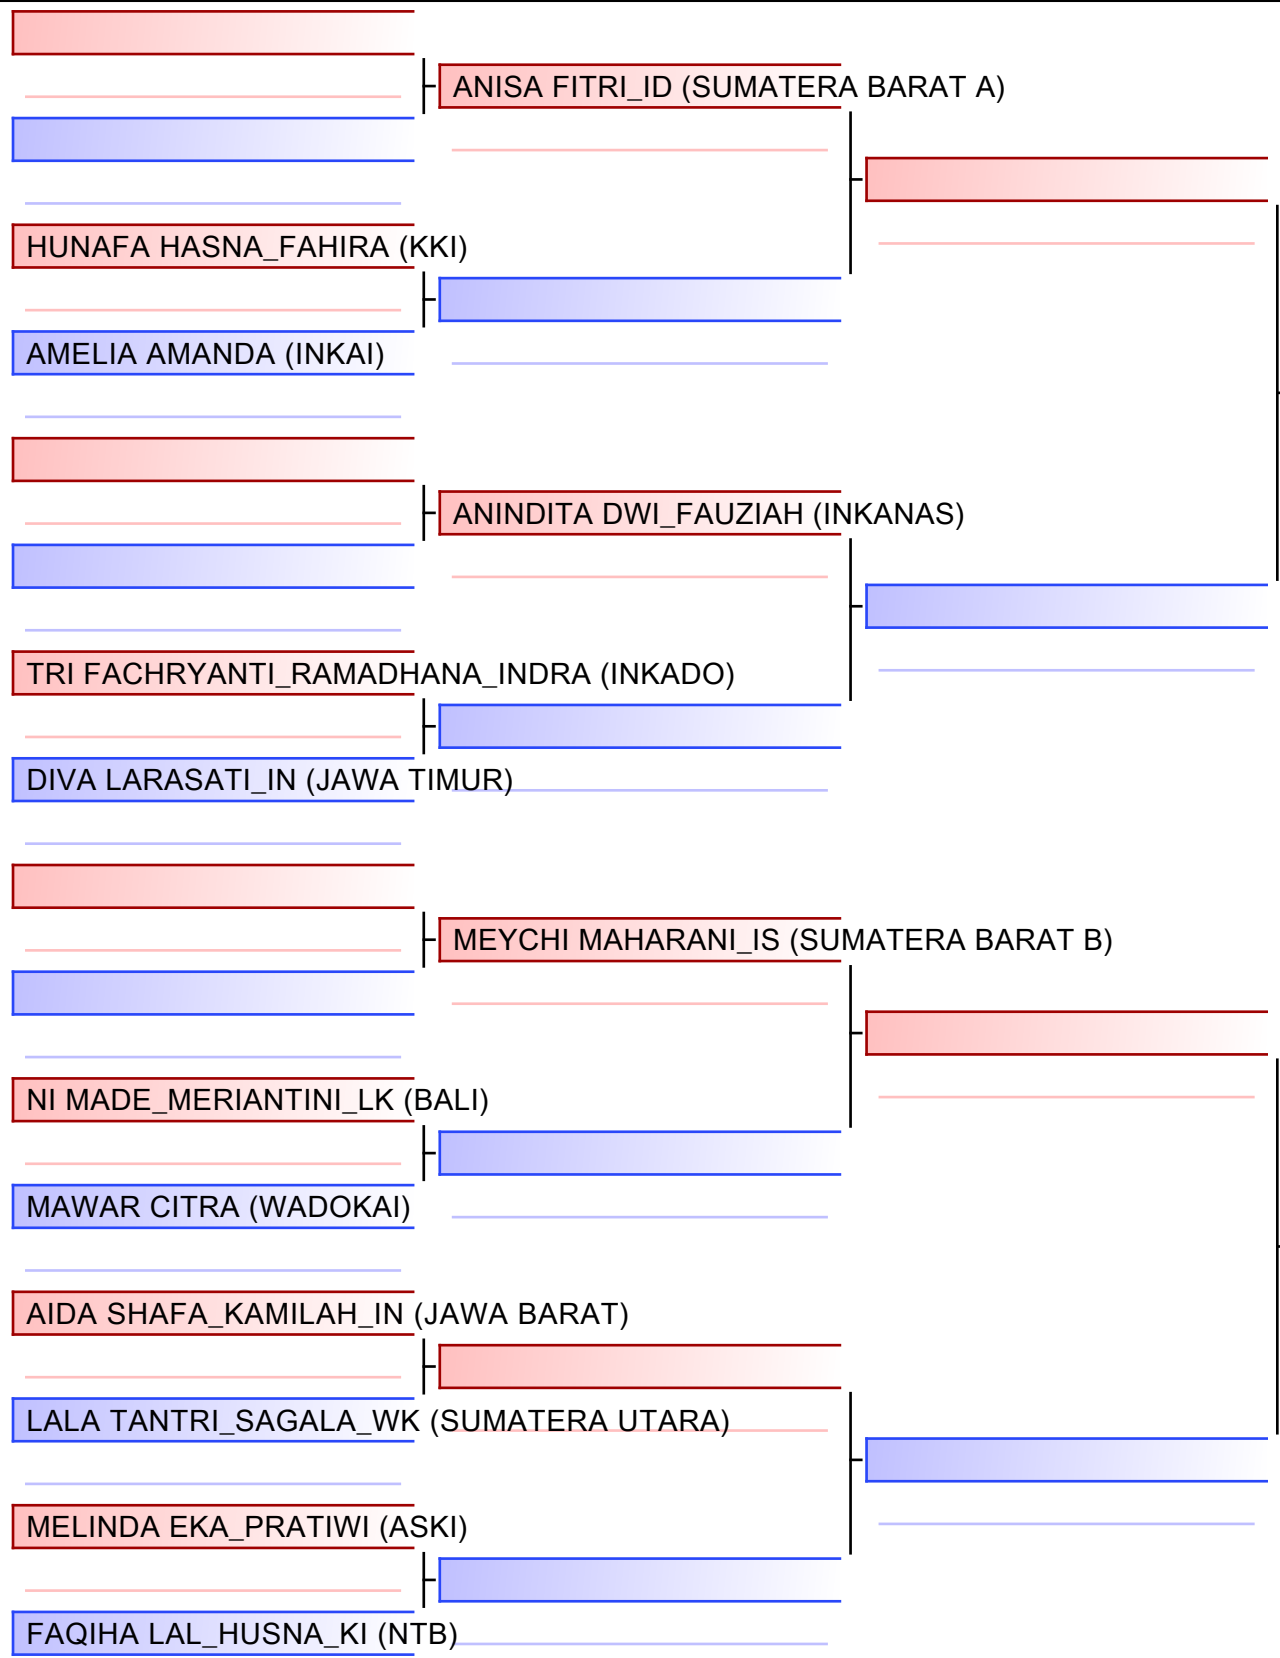 ANISA FITRI_ID (SUMATERA BARAT A)
HUNAFA HASNA_FAHIRA (KKI)
AMELIA AMANDA (INKAI)
ANINDITA DWI_FAUZIAH (INKANAS)
TRI FACHRYANTI_RAMADHANA_INDRA (INKADO)
DIVA LARASATI_IN (JAWA TIMUR)
MEYCHI MAHARANI_IS (SUMATERA BARAT B)
NI MADE_MERIANTINI_LK (BALI)
MAWAR CITRA (WADOKAI)
AIDA SHAFA_KAMILAH_IN (JAWA BARAT)
LALA TANTRI_SAGALA_WK (SUMATERA UTARA)
MELINDA EKA_PRATIWI (ASKI)
FAQIHA LAL_HUSNA_KI (NTB)